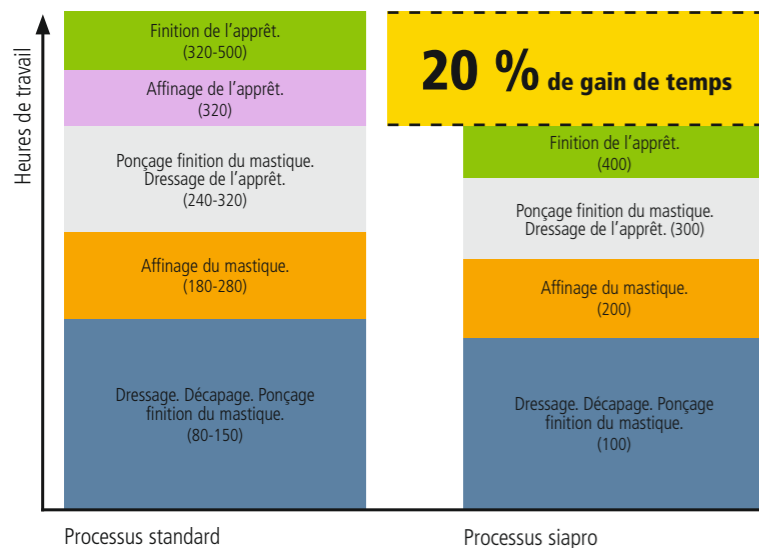 Heures de travail
Finition de l'apprêt.
(320-500)
Affinage de l'apprêt.
(320)
Ponçage finition du mastique.
Dressage de l'apprêt.
(240-320)
Affinage du mastique.
(180-280)
Dressage. Décapage. Ponçage
finition du mastique.
(80-150)
Processus standard
20 % de gain de temps
Finition de l'apprêt.
(400)
Ponçage finition du mastique.
Dressage de l'apprêt. (300)
Affinage du mastique.
(200)
Dressage. Décapage. Ponçage
finition du mastique.
(100)
Processus siapro